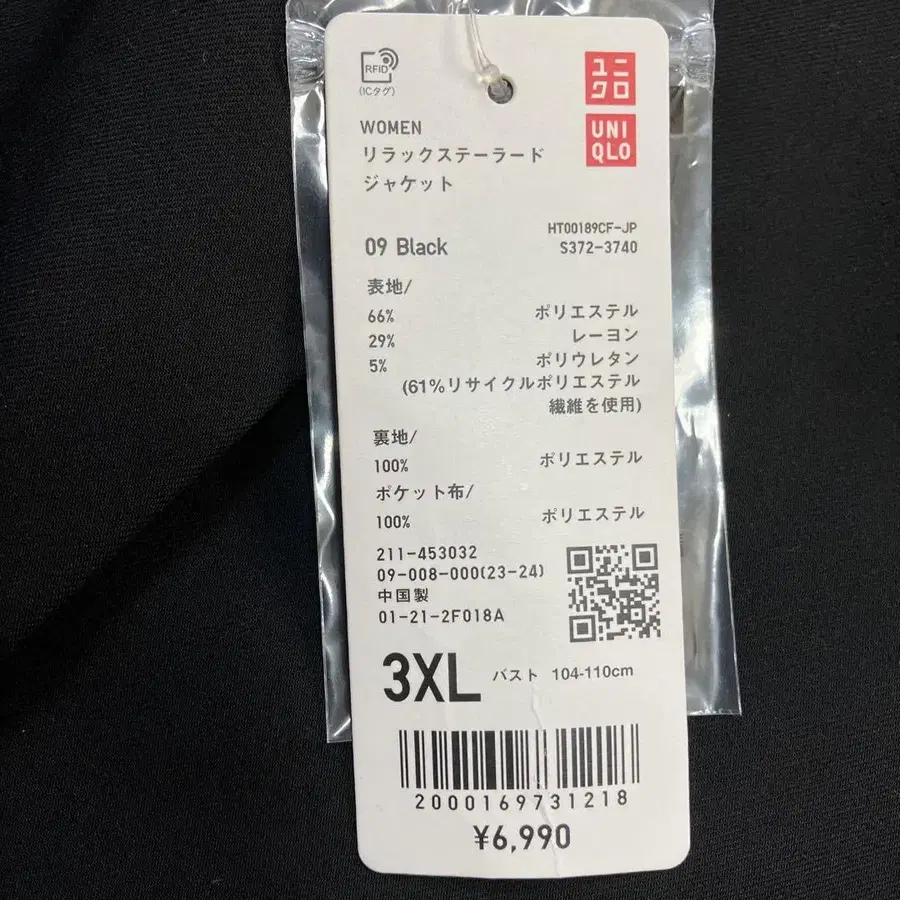 RFID
(ICタグ)
ユニ
クロ
UNI
QLO
WOMEN
リラックステーラード
ジャケット
HT00189CF-JP
09 Black
S372-3740
表地/
66% ポリエステル
29% レーヨン
5% ポリウレタン
(61%リサイクルポリエステル
繊維を使用)
裏地/
100% ポリエステル
ポケット布/
100% ポリエステル
211-453032
09-008-000(23-24)
中国製
01-21-2F018A
3XL バスト 104-110cm
2000169731218
¥6,990